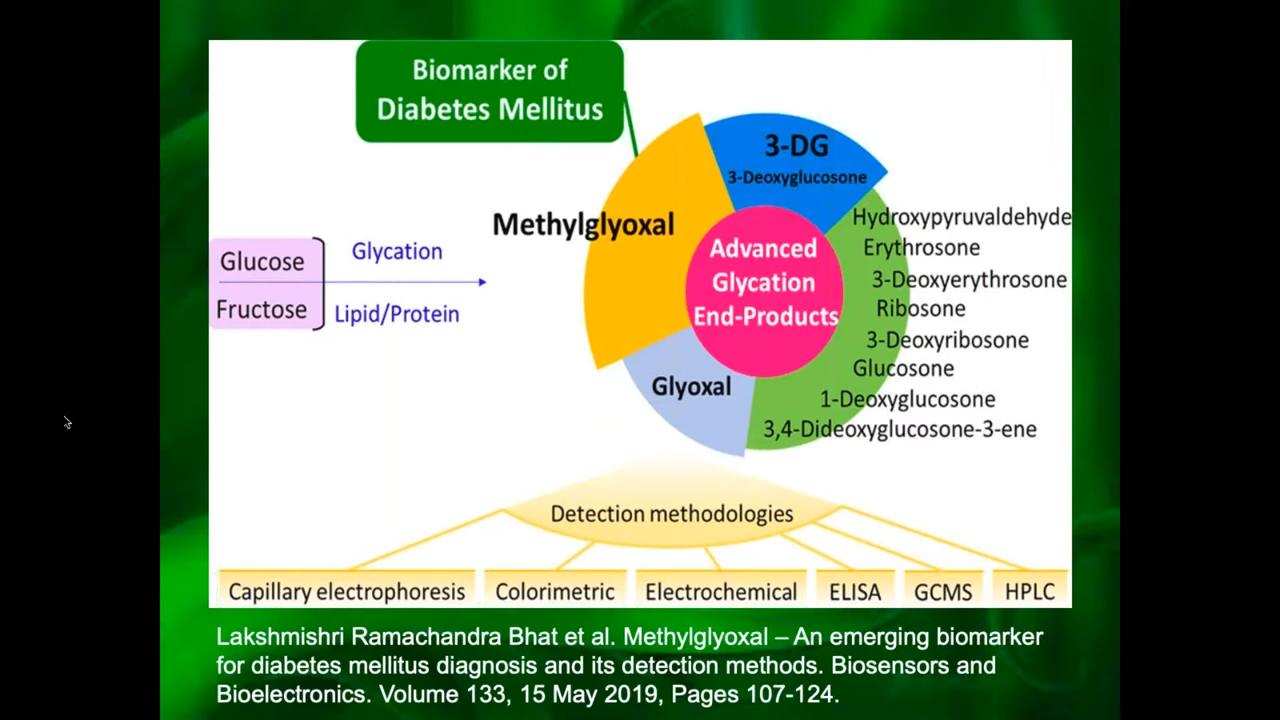 Biomarker of
Diabetes Mellitus
3-DG
3-Deoxyglucosone
Methylglyoxal
Glucose
Fructose
Glycation
Lipid/Protein
Advanced
Glycation
End-Products
Hydroxypyruvaldehyde
Erythrosone
3-Deoxyerythrosone
Ribosone
3-Deoxyribosone
Glucosone
1-Deoxyglucosone
3,4-Dideoxyglucosone-3-ene
Glyoxal
Detection methodologies
Capillary electrophoresis
Colorimetric
Electrochemical
ELISA
GCMS
HPLC
Lakshmishri Ramachandra Bhat et al. Methylglyoxal – An emerging biomarker
for diabetes mellitus diagnosis and its detection methods. Biosensors and
Bioelectronics. Volume 133, 15 May 2019, Pages 107-124.